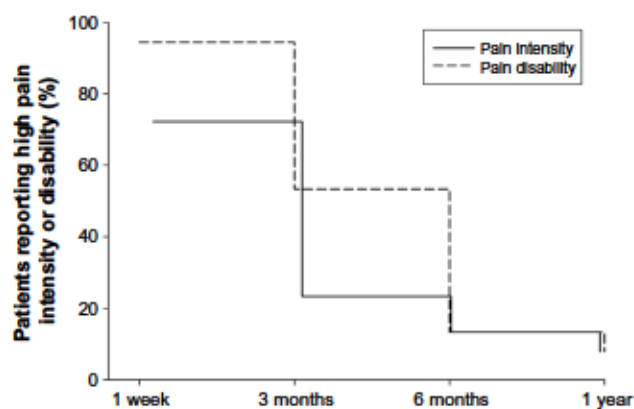 Patients reporting high pain
intensity or disability (%)
100
80
60
40
20
0
Pain intensity
Pain disability
1 week
3 months
6 months
1 year